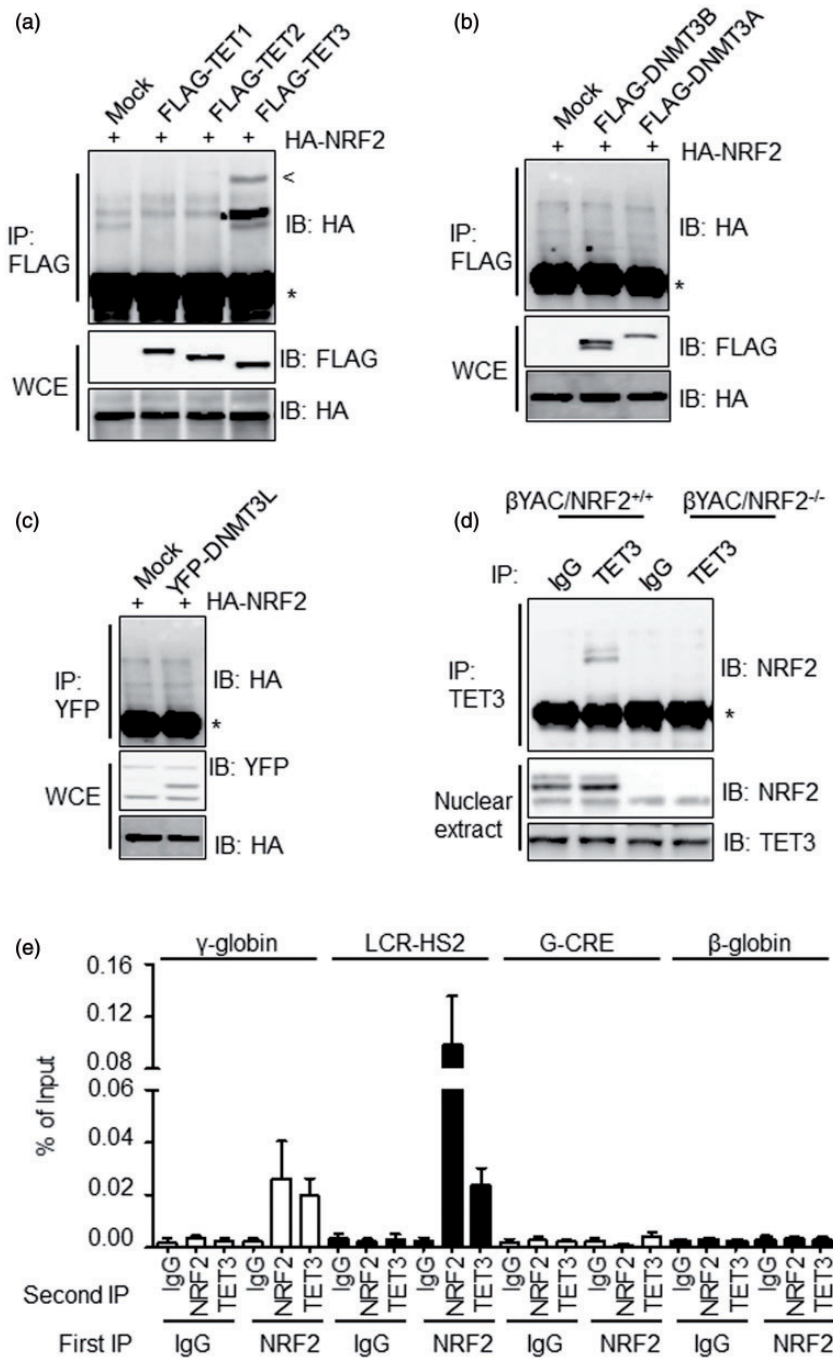 (a)
Mock
FLAG-TET1
FLAG-TET2
FLAG-TET3
+ + + + HA-NRF2
<
IP: FLAG
IB: HA
*
WCE
IB: FLAG
IB: HA
(b)
Mock
FLAG-DNMT3B
FLAG-DNMT3A
+ + + HA-NRF2
IP: FLAG
IB: HA
*
WCE
IB: FLAG
IB: HA
(c)
Mock
YFP-DNMT3L
+ + HA-NRF2
IP: YFP
IB: HA
*
WCE
IB: YFP
IB: HA
(d)
βYAC/NRF2+/+ βYAC/NRF2-/-
IP: IgG TET3 IgG TET3
IP: TET3
IB: NRF2
*
Nuclear extract
IB: NRF2
IB: TET3
(e)
γ-globin LCR-HS2 G-CRE β-globin
% of Input
0.16
0.12
0.08
0.06
0.04
0.02
0.00
Second IP IgG NRF2 TET3 IgG NRF2 TET3 IgG NRF2 TET3 IgG NRF2 TET3 IgG NRF2 TET3 IgG NRF2 TET3 IgG NRF2 TET3 IgG NRF2 TET3
First IP IgG NRF2 IgG NRF2 IgG NRF2 IgG NRF2